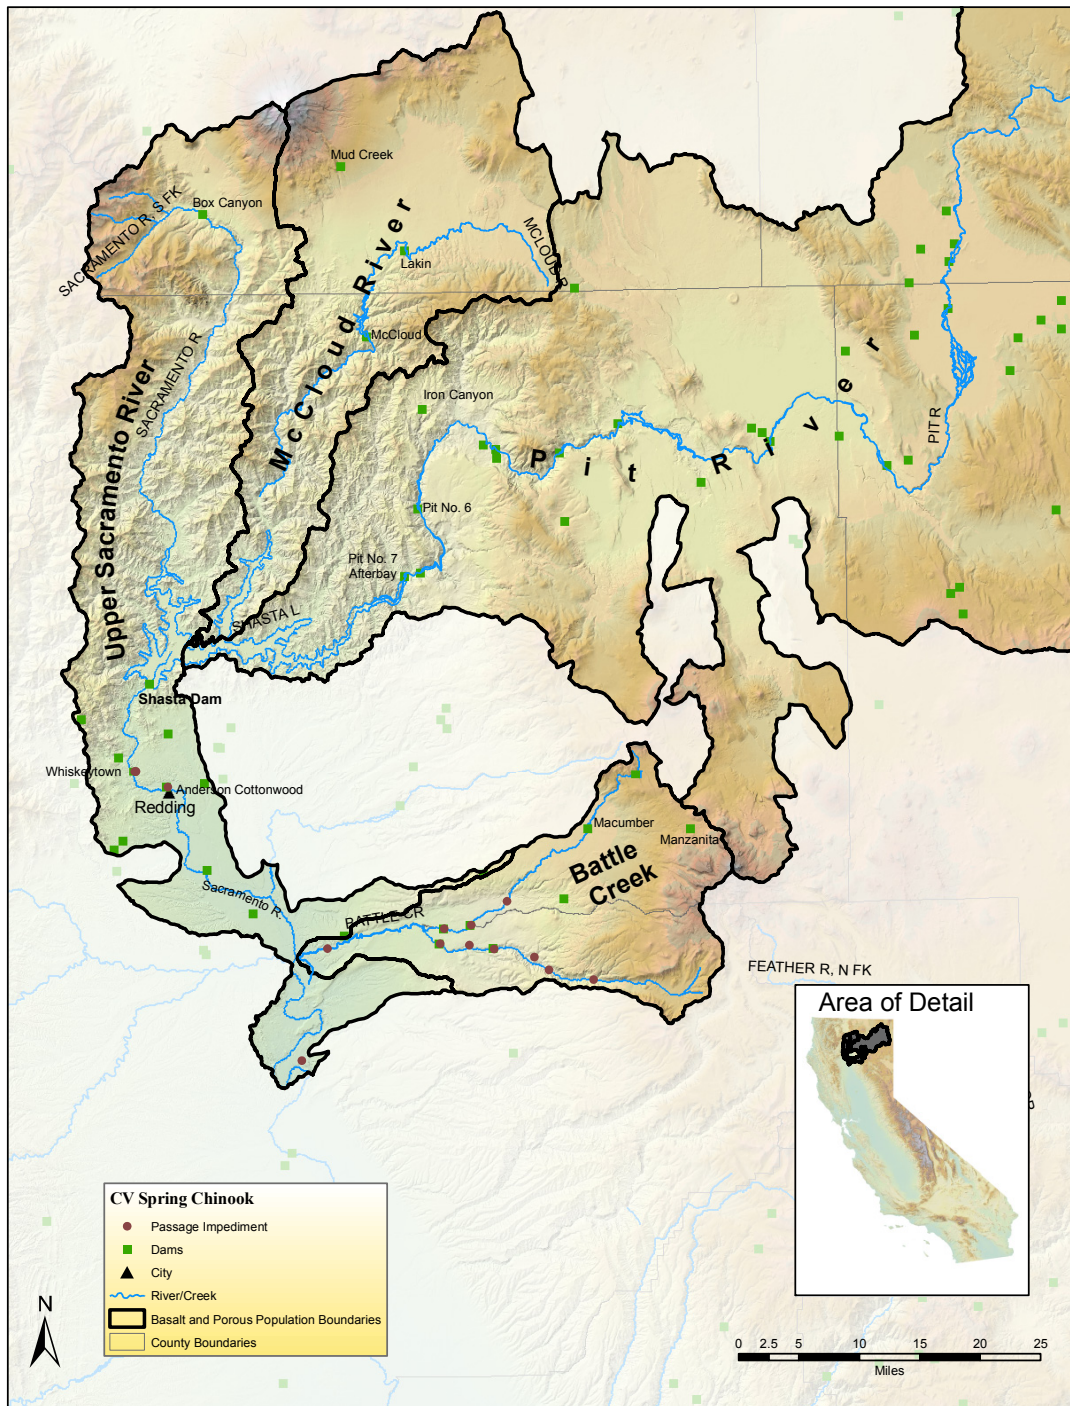 Mud Creek
Box Canyon
SACRAMENTO R, S FK
MCLOUD R
Lakin
McCloud River
McCloud
SACRAMENTO R
Upper Sacramento River
Iron Canyon
Pit River
PIT R
Pit No. 6
Pit No. 7
Afterbay
SHASTA L
Shasta Dam
Whiskeytown
Anderson Cottonwood
Redding
Macumber
Manzanita
Battle
Creek
Sacramento R
BATTLE CR
FEATHER R, N FK
Area of Detail
CV Spring Chinook
Passage Impediment
Dams
City
River/Creek
Basalt and Porous Population Boundaries
County Boundaries
N
0 2.5 5 10 15 20 25
Miles